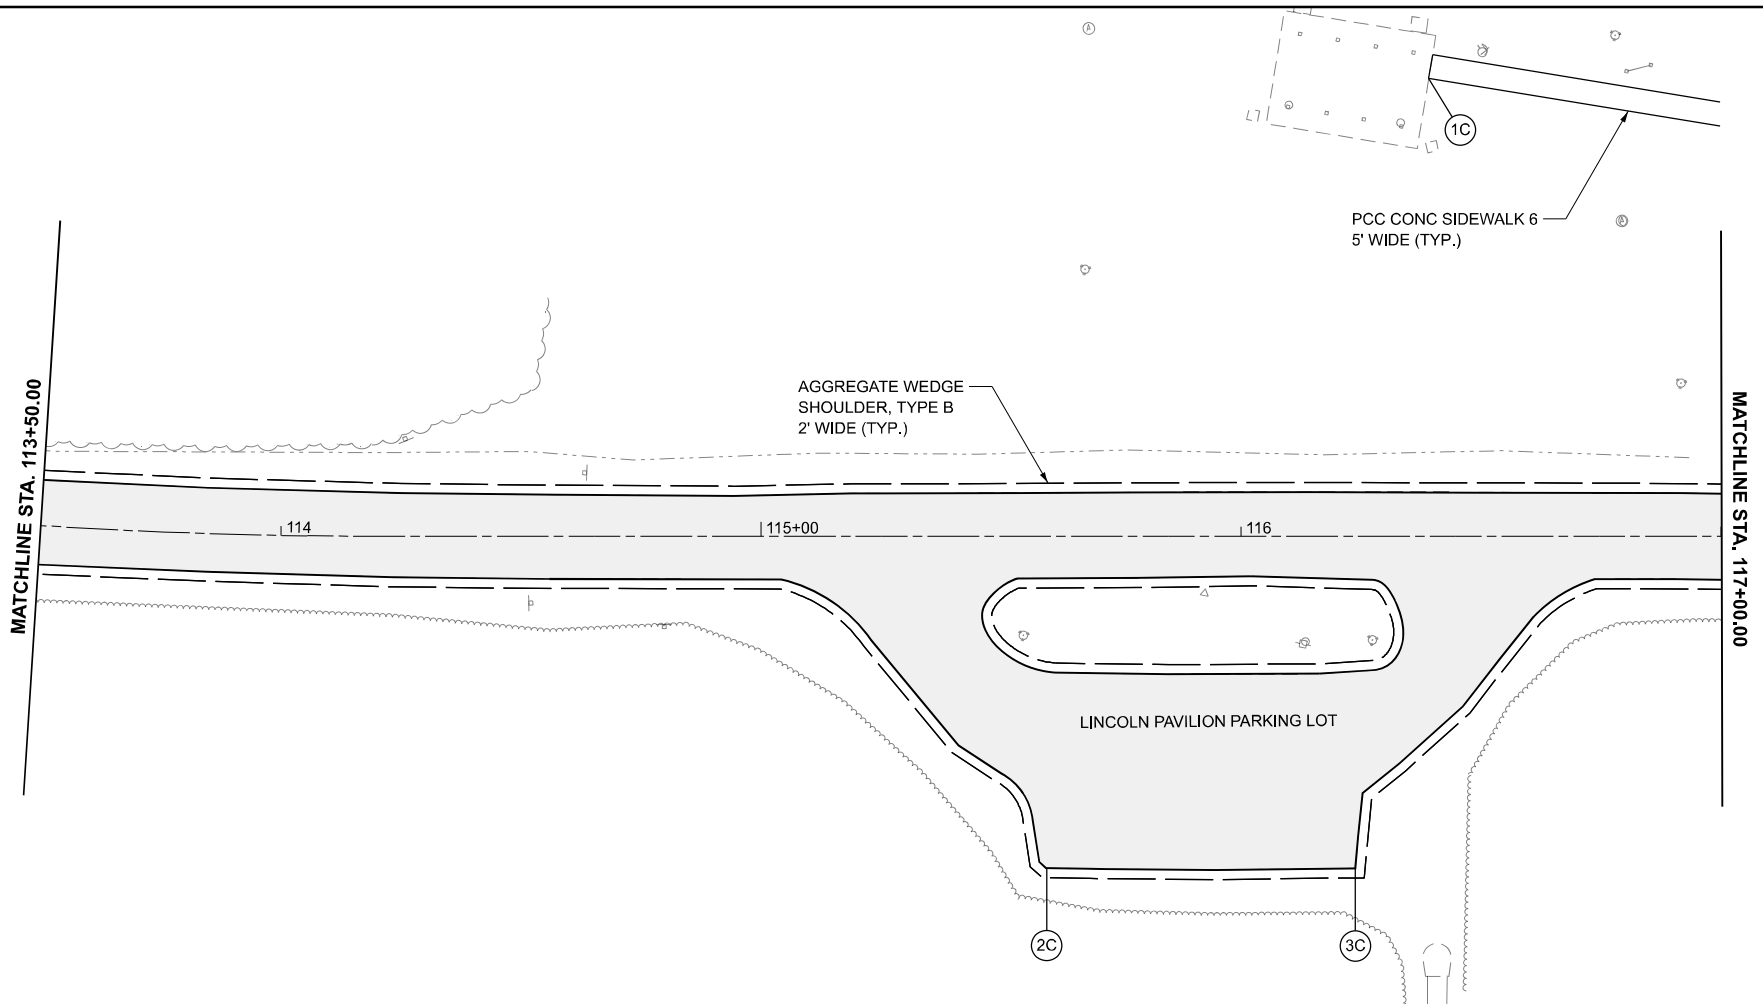 1C
PCC CONC SIDEWALK 6
5' WIDE (TYP.)
AGGREGATE WEDGE
SHOULDER, TYPE B
2' WIDE (TYP.)
MATCHLINE STA. 113+50.00
MATCHLINE STA. 117+00.00
114
115+00
116
LINCOLN PAVILION PARKING LOT
2C
3C